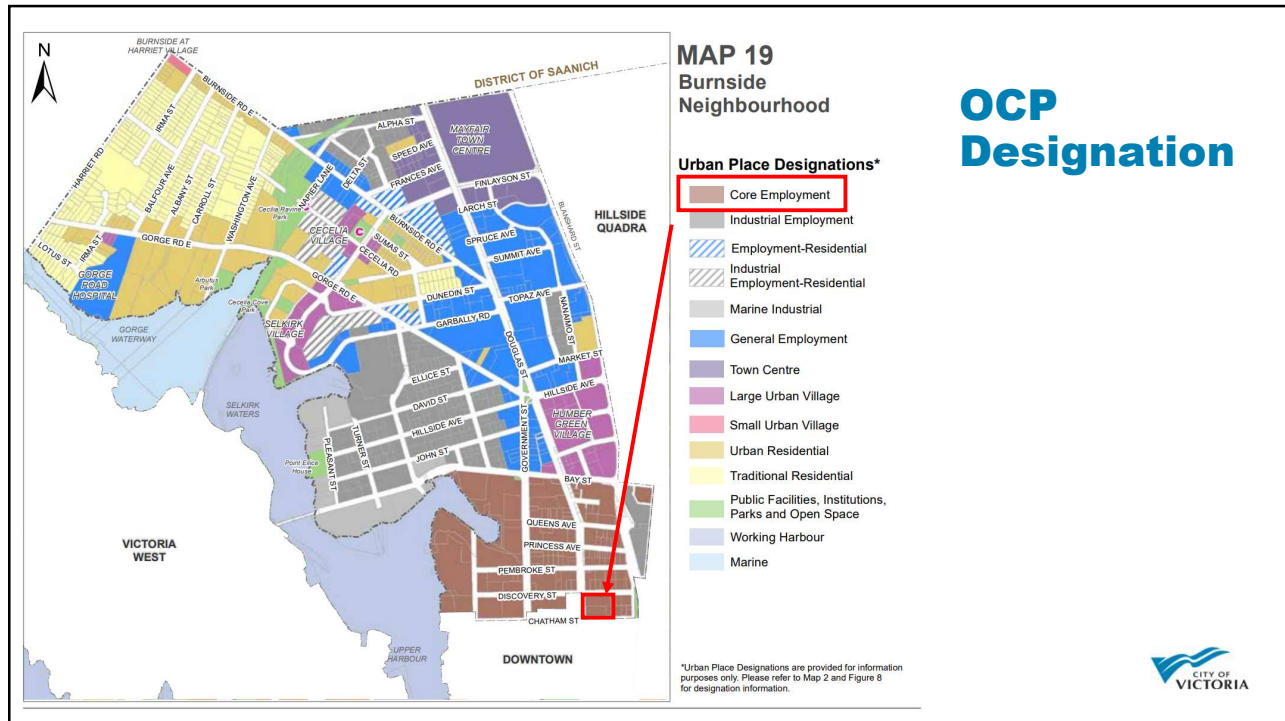 BURNSIDE AT
HARRIET VILLAGE
N
DISTRICT OF SAANICH
MAP 19
Burnside
Neighbourhood
OCP
Designation
Urban Place Designations*
Core Employment
Industrial Employment
Employment-Residential
Industrial
Employment-Residential
Marine Industrial
General Employment
Town Centre
Large Urban Village
Small Urban Village
Urban Residential
Traditional Residential
Public Facilities, Institutions,
Parks and Open Space
Working Harbour
Marine
BURNSIDE RD E
IRMA ST
HARRIET RD
BALFOUR AVE
ALBANY ST
CARROLL ST
WASHINGTON AVE
Cecelia Ravine
Park
NAPIER LANE
DELTA ST
ALPHA ST
SPEED AVE
FRANCES AVE
MAYFAIR
TOWN
CENTRE
FINLAYSON ST
LARCH ST
BLANSHARD ST
HILLSIDE
QUADRA
LOTUS ST
IRMA ST
GORGE RD E
GORGE
ROAD
HOSPITAL
Arbutus
Park
CECELIA
VILLAGE
C
SUMAS ST
CECELIA RD
BURNSIDE RD E
SPRUCE AVE
SUMMIT AVE
GORGE RD E
Cecelia Cove
Park
DUNEDIN ST
TOPAZ AVE
NANAIMO ST
GORGE
WATERWAY
SELKIRK
VILLAGE
GARBALLY RD
DOUGLAS ST
MARKET ST
ELLICE ST
SELKIRK
WATERS
DAVID ST
HILLSIDE AVE
HILLSIDE AVE
HUMBER
GREEN
VILLAGE
PLEASANT ST
TURNER ST
JOHN ST
GOVERNMENT ST
Point Ellice
House
BAY ST
QUEENS AVE
PRINCESS AVE
VICTORIA
WEST
PEMBROKE ST
DISCOVERY ST
CHATHAM ST
UPPER
HARBOUR
DOWNTOWN
*Urban Place Designations are provided for information
purposes only. Please refer to Map 2 and Figure 8
for designation information.
CITY OF
VICTORIA